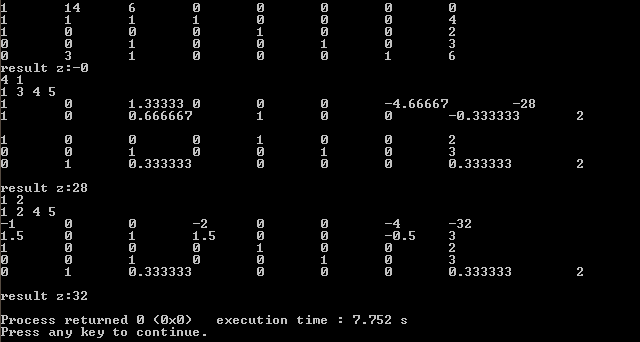 1 14 6 0 0 0 0 0
1 1 1 1 0 0 0 4
1 0 0 0 1 0 0 2
0 0 1 0 0 1 0 3
0 3 1 0 0 0 1 6
result z:-0
4 1
1 3 4 5
1 0 1.33333 0 0 0 -4.66667 -28
1 0 0.666667 1 0 0 -0.333333 2
1 0 0 0 1 0 0 2
0 0 1 0 0 1 0 3
0 1 0.333333 0 0 0 0.333333 2
result z:28
1 2
1 2 4 5
-1 0 0 -2 0 0 -4 -32
1.5 0 1 1.5 0 0 -0.5 3
1 0 0 0 1 0 0 2
0 0 1 0 0 1 0 3
0 1 0.333333 0 0 0 0.333333 2
result z:32
Process returned 0 (0x0) execution time : 7.752 s
Press any key to continue.